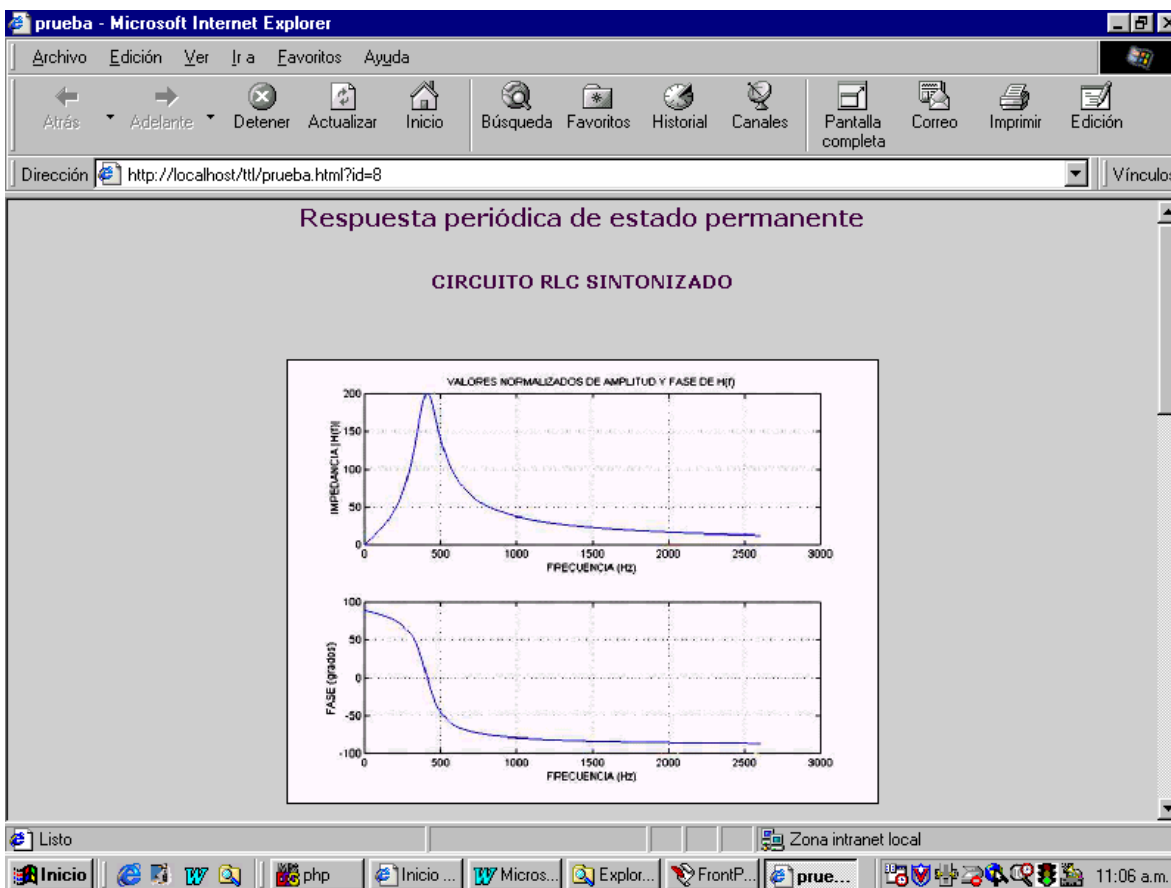 prueba - Microsoft Internet Explorer
Archivo Edición Ver Ir a Favoritos Ayuda
Atrás Adelante Detener Actualizar Inicio Búsqueda Favoritos Historial Canales Pantalla completa Correo Imprimir Edición
Dirección http://localhost/ttl/prueba.html?id=8 Vínculos
Respuesta periódica de estado permanente
CIRCUITO RLC SINTONIZADO
VALORES NORMALIZADOS DE AMPLITUD Y FASE DE H(f)
IMPEDANCIA |H(f)|
200
150
100
50
0
0 500 1000 1500 2000 2500 3000
FRECUENCIA (Hz)
FASE (grados)
100
50
0
-50
-100
0 500 1000 1500 2000 2500 3000
FRECUENCIA (Hz)
Listo Zona intranet local
Inicio php Inicio ... Micros... Explor... FrontP... prue... 11:06 a.m.